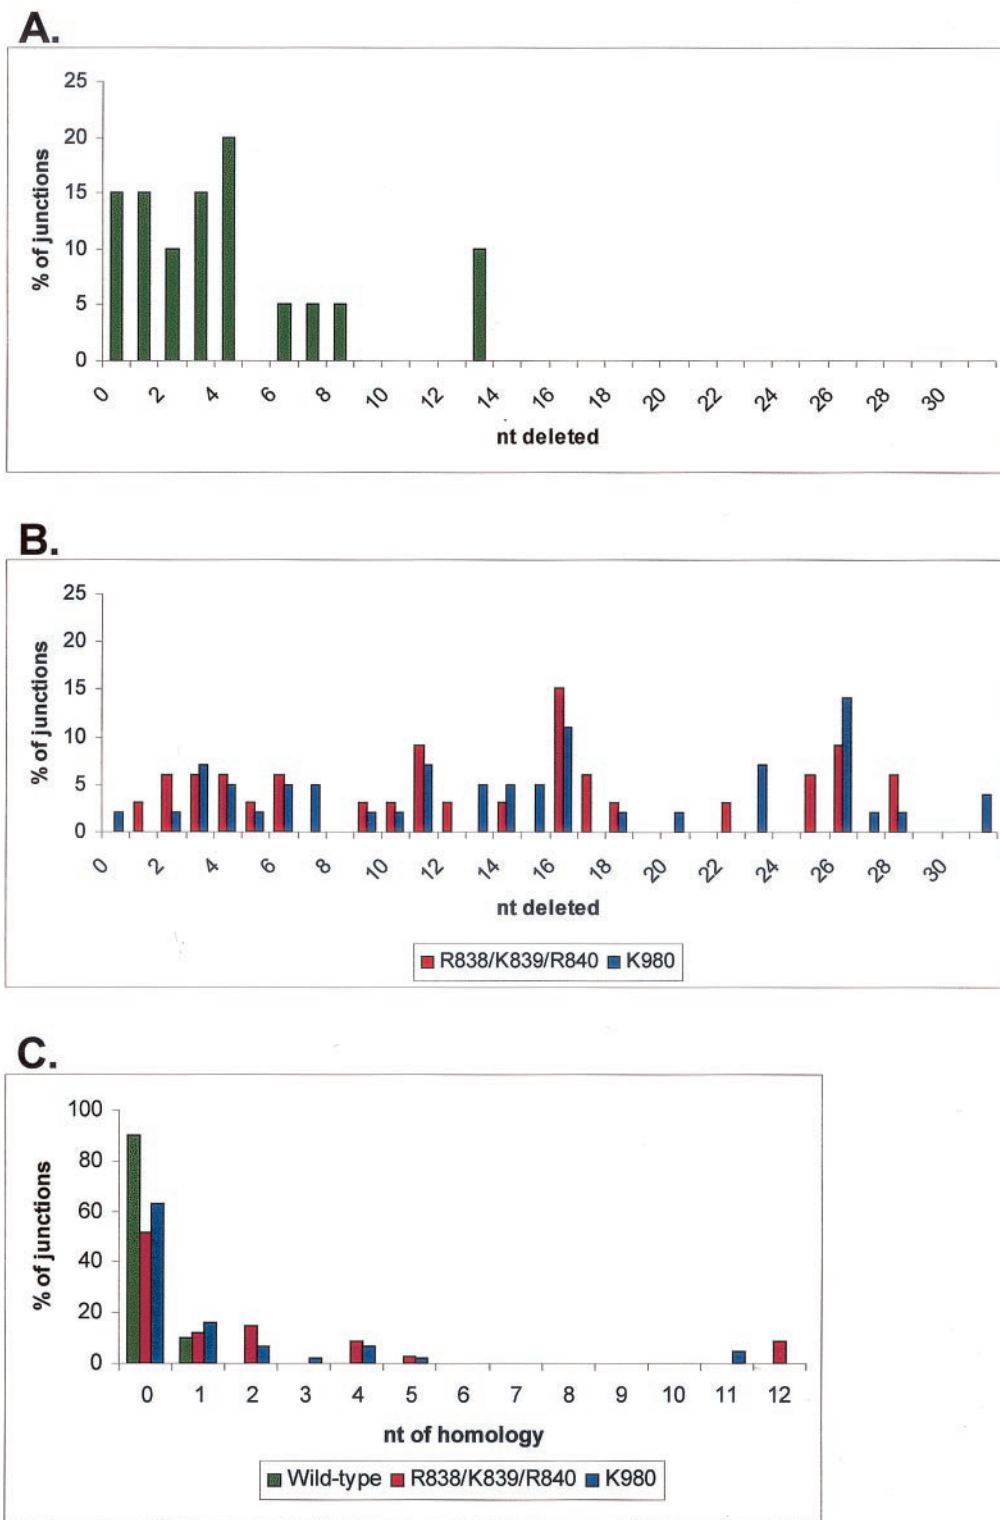 A.
25
20
15
10
5
0
% of junctions
0 2 4 6 8 10 12 14 16 18 20 22 24 26 28 30
nt deleted
B.
25
20
15
10
5
0
% of junctions
0 2 4 6 8 10 12 14 16 18 20 22 24 26 28 30
nt deleted
R838/K839/R840 K980
C.
100
80
60
40
20
0
% of junctions
0 1 2 3 4 5 6 7 8 9 10 11 12
nt of homology
Wild-type R838/K839/R840 K980